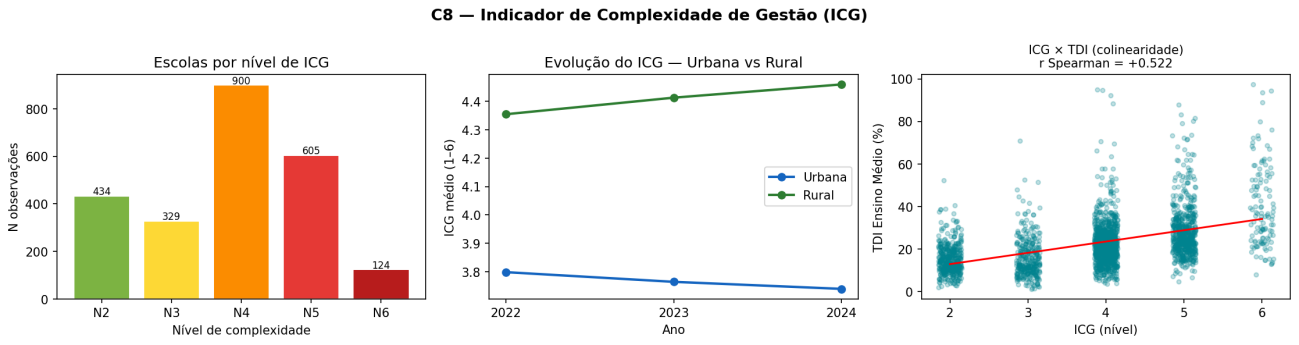 C8 — Indicador de Complexidade de Gestão (ICG)
Escolas por nível de ICG
N observações
800
600
400
200
0
434
329
900
605
124
N2
N3
N4
N5
N6
Nível de complexidade
Evolução do ICG — Urbana vs Rural
ICG médio (1–6)
4.4
4.3
4.2
4.1
4.0
3.9
3.8
Urbana
Rural
2022
2023
2024
Ano
ICG × TDI (colinearidade)
r Spearman = +0.522
TDI Ensino Médio (%)
100
80
60
40
20
0
2
3
4
5
6
ICG (nível)